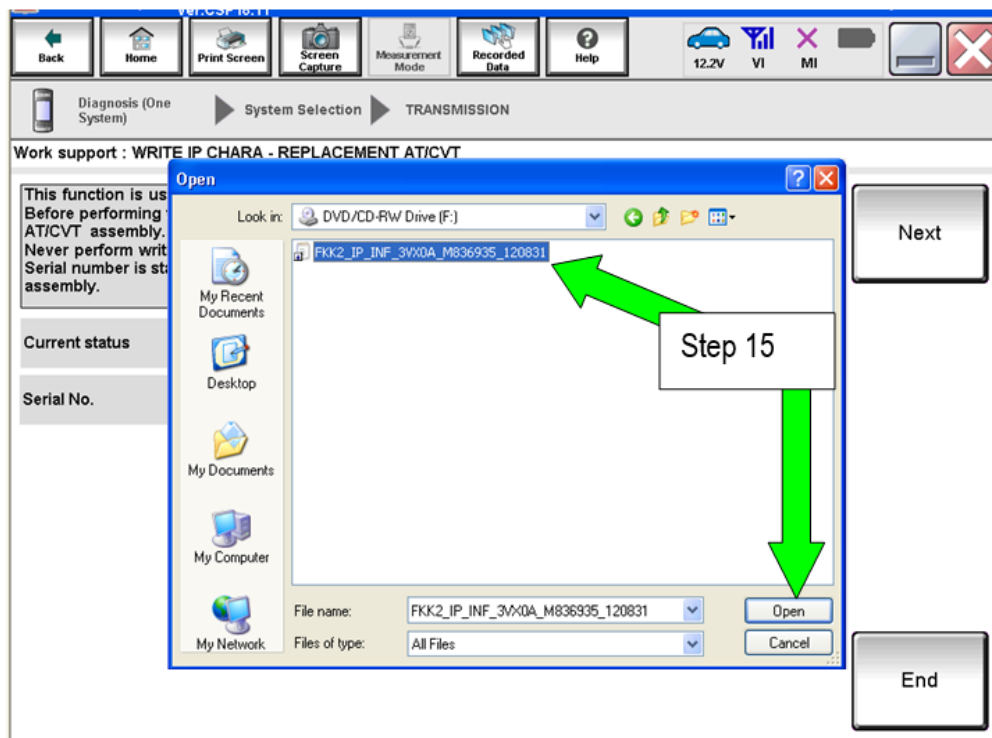 Ver.CSP16.11
Back
Home
Print Screen
Screen
Capture
Measurement
Mode
Recorded
Data
Help
12.2V
VI
MI
Diagnosis (One
System)
System Selection
TRANSMISSION
Work support : WRITE IP CHARA - REPLACEMENT AT/CVT
This function is us
Before performing
AT/CVT assembly.
Never perform writ
Serial number is sta
assembly.
Current status
Serial No.
Next
End
Open
Look in:
DVD/CD-RW Drive (F:)
FKK2_IP_INF_3VX0A_M836935_120831
My Recent
Documents
Desktop
My Documents
My Computer
My Network
Step 15
File name:
FKK2_IP_INF_3VX0A_M836935_120831
Open
Files of type:
All Files
Cancel